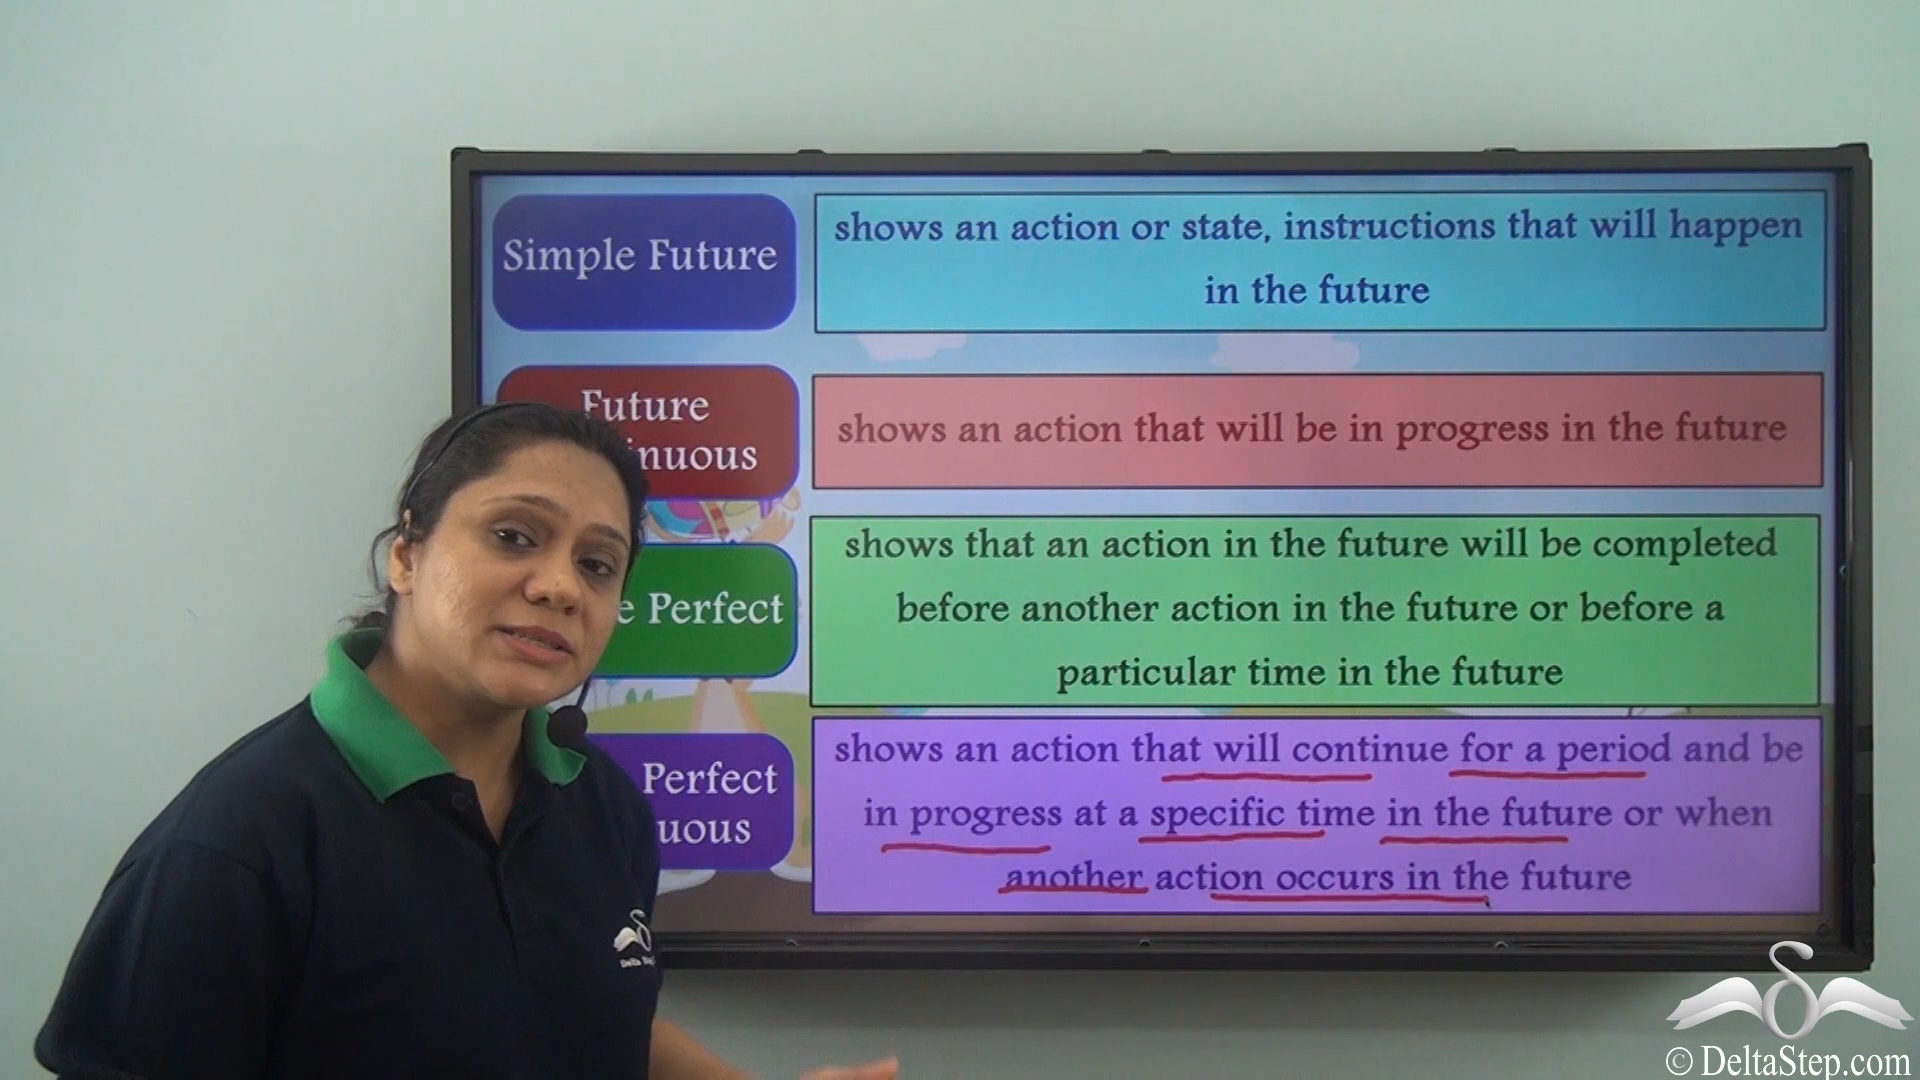 Simple Future
shows an action or state, instructions that will happen
in the future
Future
nuous
shows an action that will be in progress in the future
e Perfect
shows that an action in the future will be completed
before another action in the future or before a
particular time in the future
Perfect
uous
shows an action that will continue for a period and be
in progress at a specific time in the future or when
another action occurs in the future
© DeltaStep.com